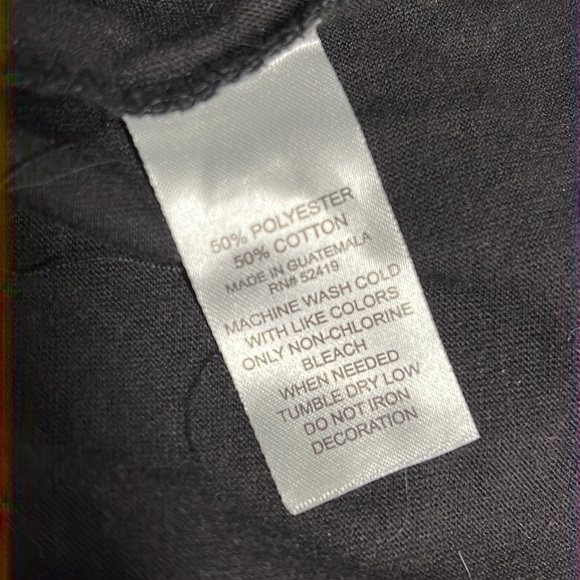 50% POLYESTER
50% COTTON
MADE IN GUATEMALA
RN# 52419
MACHINE WASH COLD
WITH LIKE COLORS
ONLY NON-CHLORINE
BLEACH
WHEN NEEDED
TUMBLE DRY LOW
DO NOT IRON
DECORATION